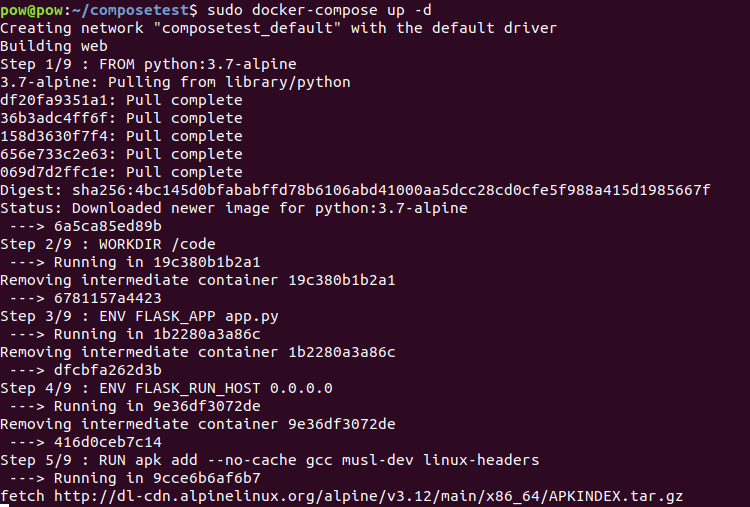 pow@pow:~/composetest$ sudo docker-compose up -d
Creating network "composetest_default" with the default driver
Building web
Step 1/9 : FROM python:3.7-alpine
3.7-alpine: Pulling from library/python
df20fa9351a1: Pull complete
36b3adc4ff6f: Pull complete
158d3630f7f4: Pull complete
656e733c2e63: Pull complete
069d7d2ffc1e: Pull complete
Digest: sha256:4bc145d0bfababffd78b6106abd41000aa5dcc28cd0cfe5f988a415d1985667f
Status: Downloaded newer image for python:3.7-alpine
 ---> 6a5ca85ed89b
Step 2/9 : WORKDIR /code
 ---> Running in 19c380b1b2a1
Removing intermediate container 19c380b1b2a1
 ---> 6781157a4423
Step 3/9 : ENV FLASK_APP app.py
 ---> Running in 1b2280a3a86c
Removing intermediate container 1b2280a3a86c
 ---> dfcbfa262d3b
Step 4/9 : ENV FLASK_RUN_HOST 0.0.0.0
 ---> Running in 9e36df3072de
Removing intermediate container 9e36df3072de
 ---> 416d0ceb7c14
Step 5/9 : RUN apk add --no-cache gcc musl-dev linux-headers
 ---> Running in 9cce6b6af6b7
fetch http://dl-cdn.alpinelinux.org/alpine/v3.12/main/x86_64/APKINDEX.tar.gz